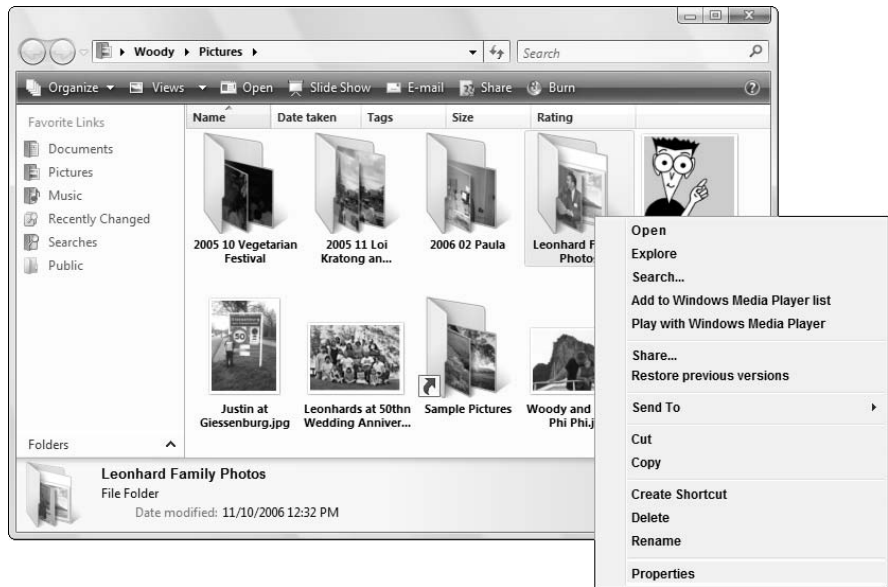 Woody Pictures
Search
Organize Views Open Slide Show E-mail Share Burn
Favorite Links
Documents
Pictures
Music
Recently Changed
Searches
Public
Folders
Name Date taken Tags Size Rating
2005 10 Vegetarian
Festival
2005 11 Loi
Kratong an...
2006 02 Paula
Leonhard F
Photo
Justin at
Giessenburg.jpg
Leonhards at 50thn
Wedding Anniver...
Sample Pictures
Woody and
Phi Phi.j
Open
Explore
Search...
Add to Windows Media Player list
Play with Windows Media Player
Share...
Restore previous versions
Send To
Cut
Copy
Create Shortcut
Delete
Rename
Properties
Leonhard Family Photos
File Folder
Date modified: 11/10/2006 12:32 PM